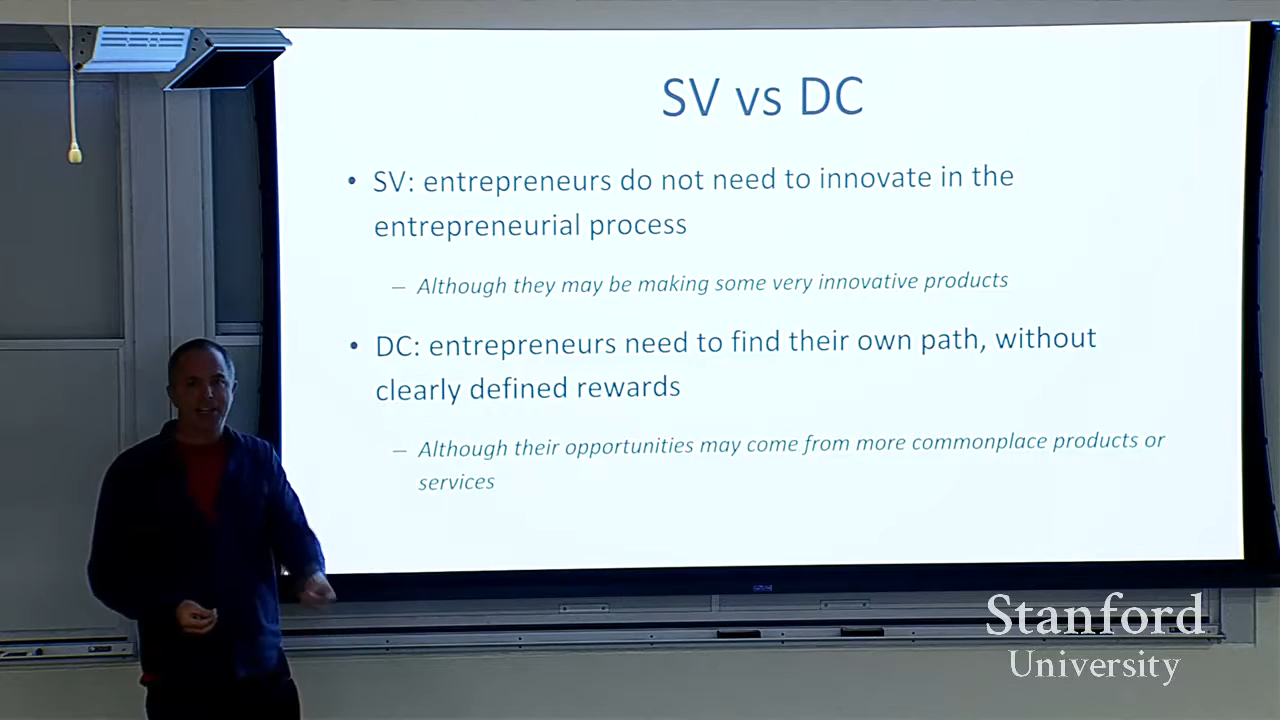 SV vs DC
• SV: entrepreneurs do not need to innovate in the
entrepreneurial process
– Although they may be making some very innovative products
• DC: entrepreneurs need to find their own path, without
clearly defined rewards
– Although their opportunities may come from more commonplace products or
services
Stanford
University